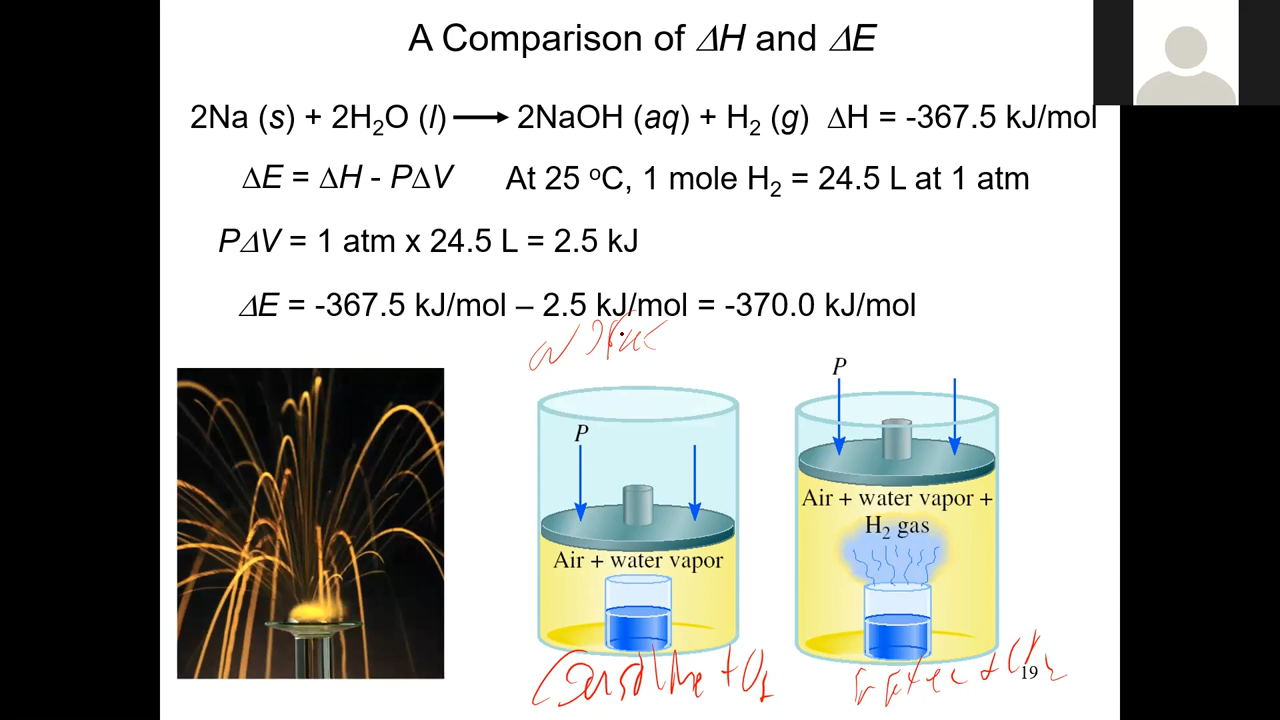 A Comparison of ΔH and ΔE
2Na (s) + 2H₂O (l) ⟶ 2NaOH (aq) + H₂ (g) ΔH = -367.5 kJ/mol
ΔE = ΔH - PΔV At 25 ᵒC, 1 mole H₂ = 24.5 L at 1 atm
PΔV = 1 atm x 24.5 L = 2.5 kJ
ΔE = -367.5 kJ/mol – 2.5 kJ/mol = -370.0 kJ/mol
P
Air + water vapor
P
Air + water vapor +
H₂ gas
Gasoline + O₂
19